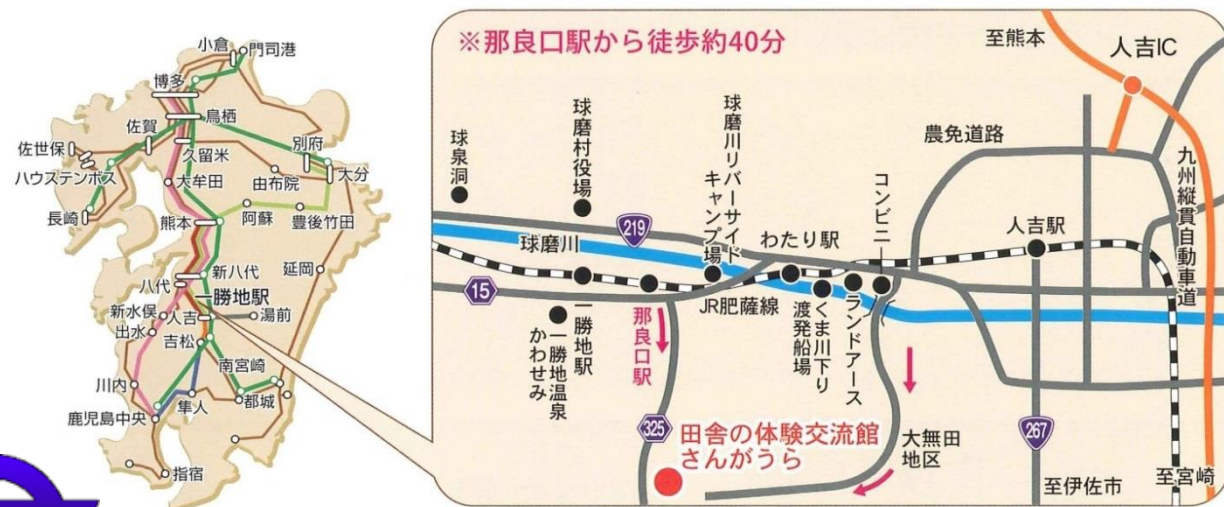 小倉
門司港
博多
鳥栖
佐賀
佐世保
ハウステンボス
久留米
別府
大分
大牟田
由布院
長崎
阿蘇
熊本
豊後竹田
延岡
新八代
八代
一勝地駅
新水俣
人吉
湯前
出水
吉松
南宮崎
川内
隼人
都城
鹿児島中央
指宿
※那良口駅から徒歩約40分
至熊本
人吉IC
球泉洞
球磨村役場
219
球磨川リバーサイド
キャンプ場
コンビニ
農免道路
九州縦貫自動車道
球磨川
わたり駅
人吉駅
15
JR肥薩線
一勝地駅
那良口駅
一勝地温泉
かわせみ
くま川下り
渡発船場
ランドアース
325
田舎の体験交流館
さんがうら
大無田
地区
267
至伊佐市
至宮崎